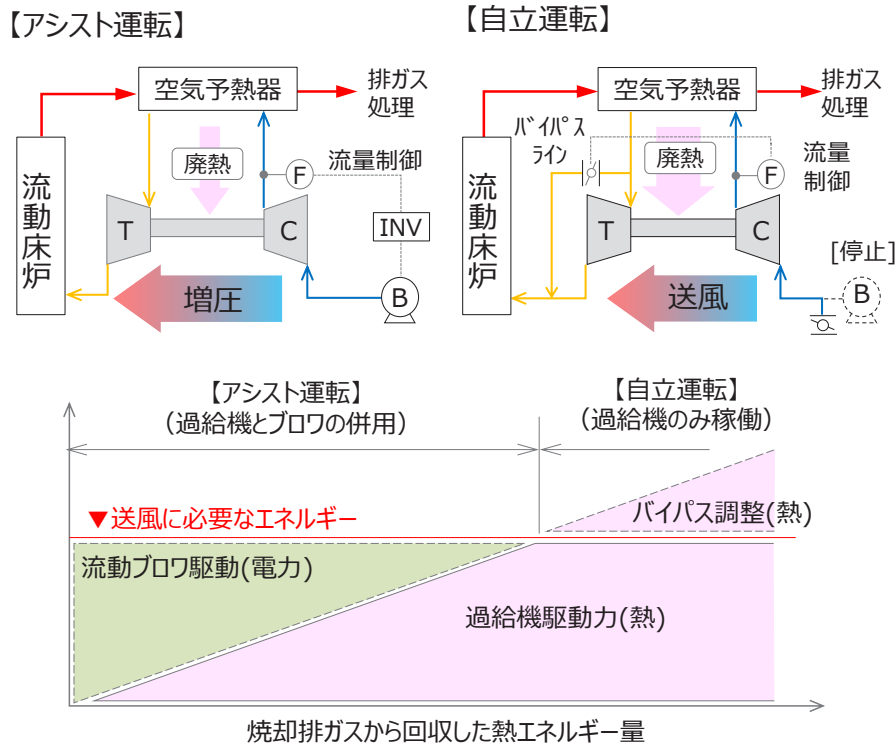 【アシスト運転】
空気予熱器
排ガス
処理
廃熱
F
流量制御
流動床炉
T
C
INV
増圧
B
【自立運転】
空気予熱器
排ガス
処理
バイパス
ライン
廃熱
F
流量
制御
流動床炉
T
C
[停止]
送風
B
【アシスト運転】
(過給機とブロワの併用)
【自立運転】
(過給機のみ稼働)
▼送風に必要なエネルギー
バイパス調整(熱)
流動ブロワ駆動(電力)
過給機駆動力(熱)
焼却排ガスから回収した熱エネルギー量